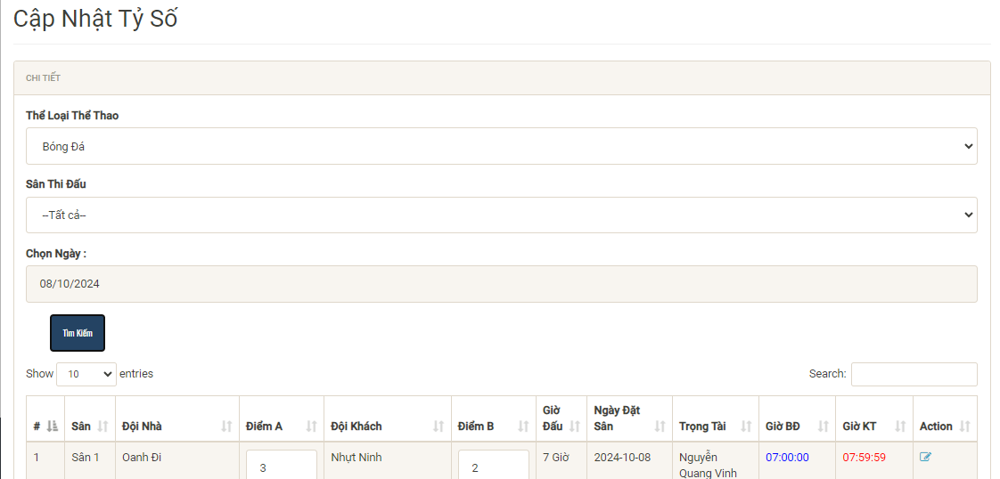 Cập Nhật Tỷ Số
CHI TIẾT
Thể Loại Thể Thao
Bóng Đá
Sân Thi Đấu
--Tất cả--
Chọn Ngày :
08/10/2024
Tìm Kiếm
Show 10 entries Search:
# Sân Đội Nhà Điểm A Đội Khách Điểm B Giờ Đấu Ngày Đặt Sân Trọng Tài Giờ BĐ Giờ KT Action
1 Sân 1 Oanh Đi 3 Nhựt Ninh 2 7 Giờ 2024-10-08 Nguyễn Quang Vinh 07:00:00 07:59:59